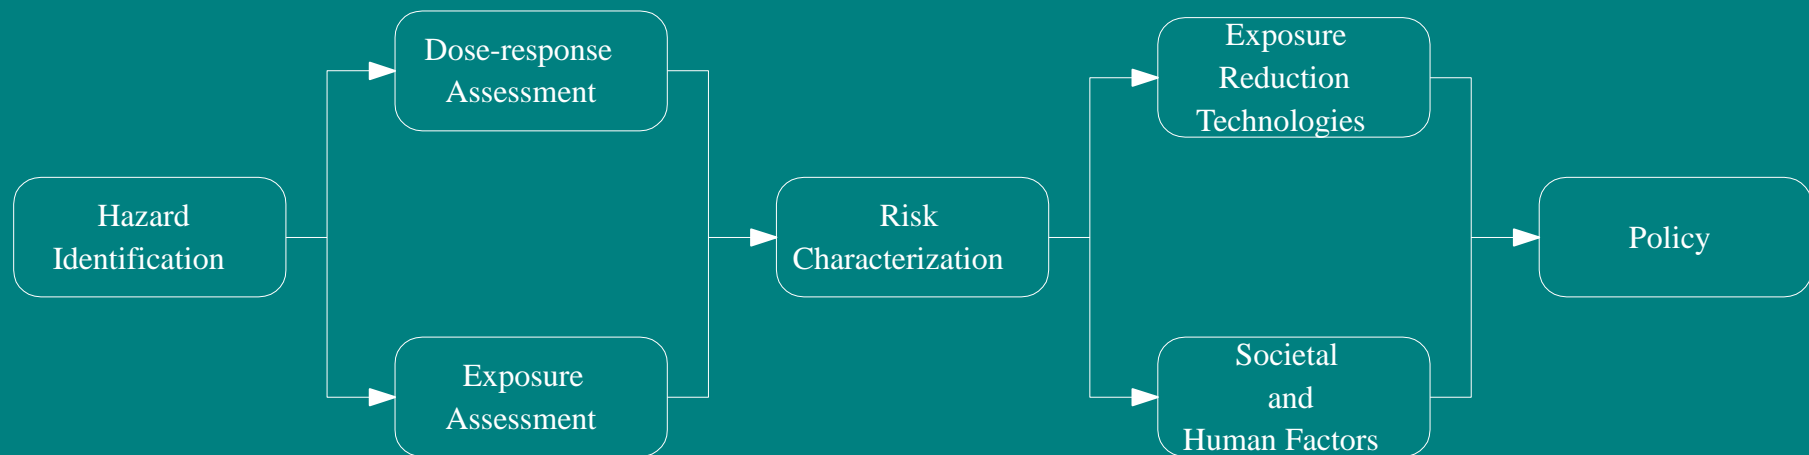 Hazard
Identification
Dose-response
Assessment
Exposure
Assessment
Risk
Characterization
Exposure
Reduction
Technologies
Societal
and
Human Factors
Policy